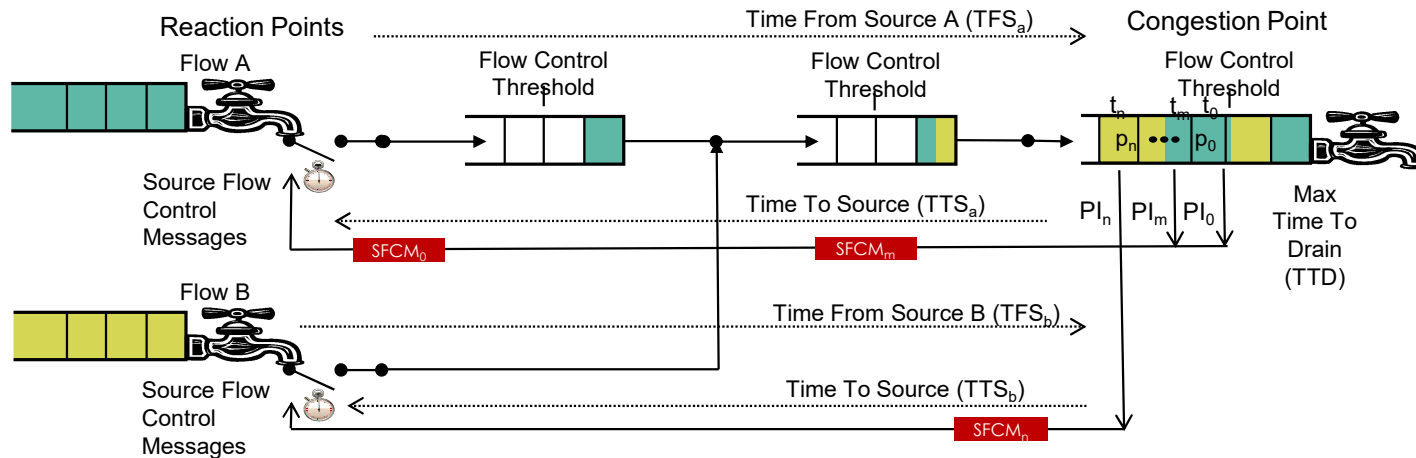 Time From Source A (TFSₐ)
Reaction Points
Congestion Point
Flow A
Flow Control
Threshold
Flow Control
Threshold
Flow Control
Threshold
tₙ
tₘ
t₀
pₙ
•••
p₀
Source Flow
Control
Messages
Time To Source (TTSₐ)
PIₙ
PIₘ
PI₀
Max
Time To
Drain
(TTD)
SFCM₀
SFCMₘ
Flow B
Time From Source B (TFS_b)
Source Flow
Control
Messages
Time To Source (TTS_b)
SFCMₙ